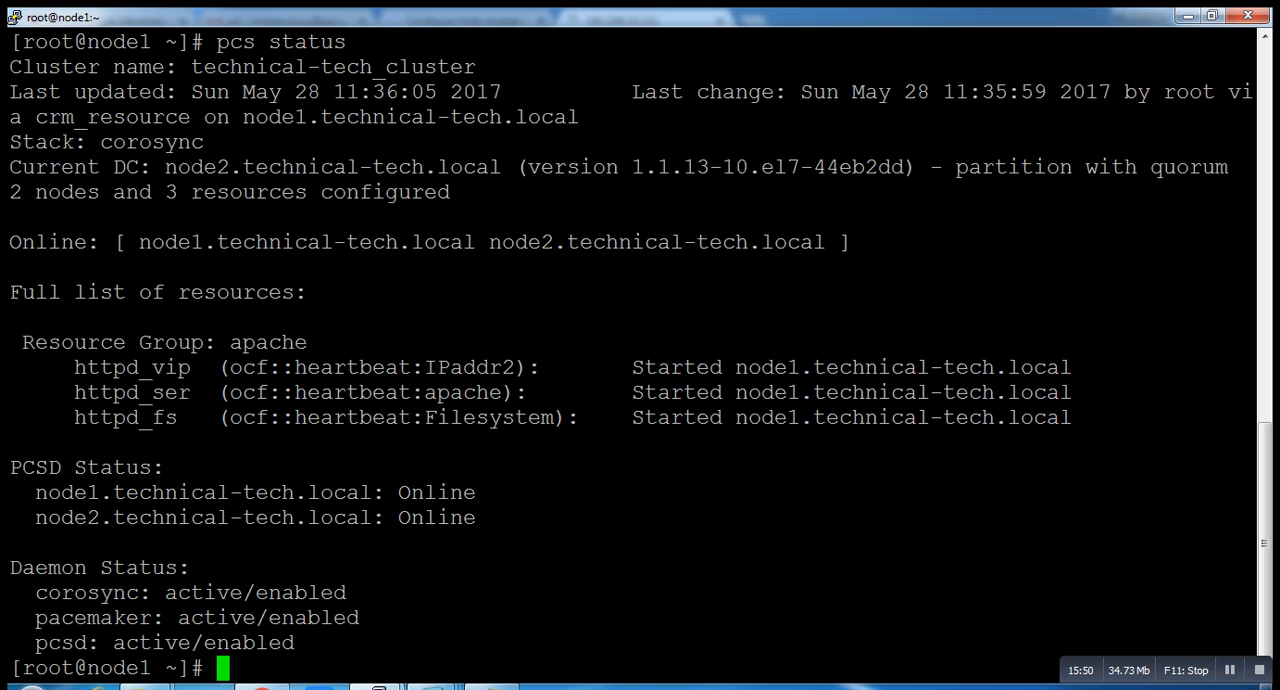 root@node1:~
[root@node1 ~]# pcs status
Cluster name: technical-tech_cluster
Last updated: Sun May 28 11:36:05 2017          Last change: Sun May 28 11:35:59 2017 by root vi
a crm_resource on node1.technical-tech.local
Stack: corosync
Current DC: node2.technical-tech.local (version 1.1.13-10.el7-44eb2dd) - partition with quorum
2 nodes and 3 resources configured
Online: [ node1.technical-tech.local node2.technical-tech.local ]
Full list of resources:
Resource Group: apache
httpd_vip  (ocf::heartbeat:IPaddr2):       Started node1.technical-tech.local
httpd_ser  (ocf::heartbeat:apache):        Started node1.technical-tech.local
httpd_fs   (ocf::heartbeat:Filesystem):    Started node1.technical-tech.local
PCSD Status:
node1.technical-tech.local: Online
node2.technical-tech.local: Online
Daemon Status:
corosync: active/enabled
pacemaker: active/enabled
pcsd: active/enabled
[root@node1 ~]#
15:50 34.73 Mb F11: Stop